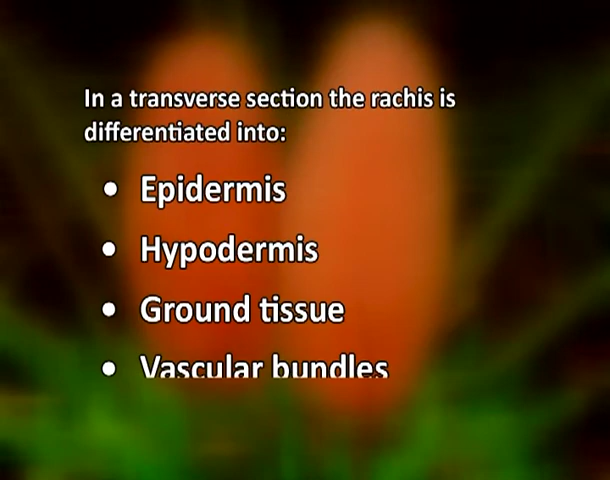 In a transverse section the rachis is
differentiated into:
• Epidermis
• Hypodermis
• Ground tissue
• Vascular bundles